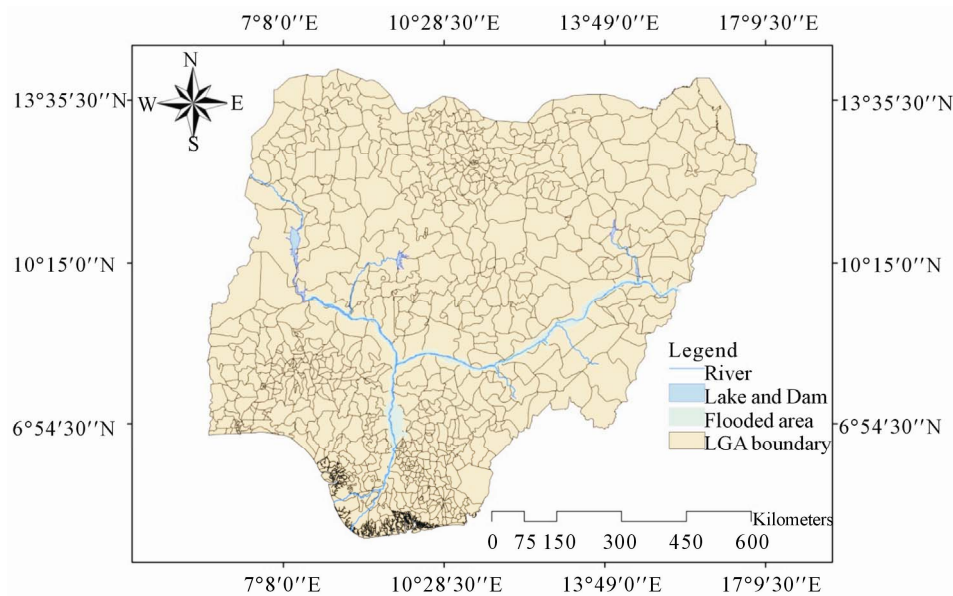 7°8′0′′E 10°28′30′′E 13°49′0′′E 17°9′30′′E
N
W E
S
13°35′30′′N 13°35′30′′N
10°15′0′′N 10°15′0′′N
6°54′30′′N 6°54′30′′N
Legend
River
Lake and Dam
Flooded area
LGA boundary
Kilometers
0 75 150 300 450 600
7°8′0′′E 10°28′30′′E 13°49′0′′E 17°9′30′′E